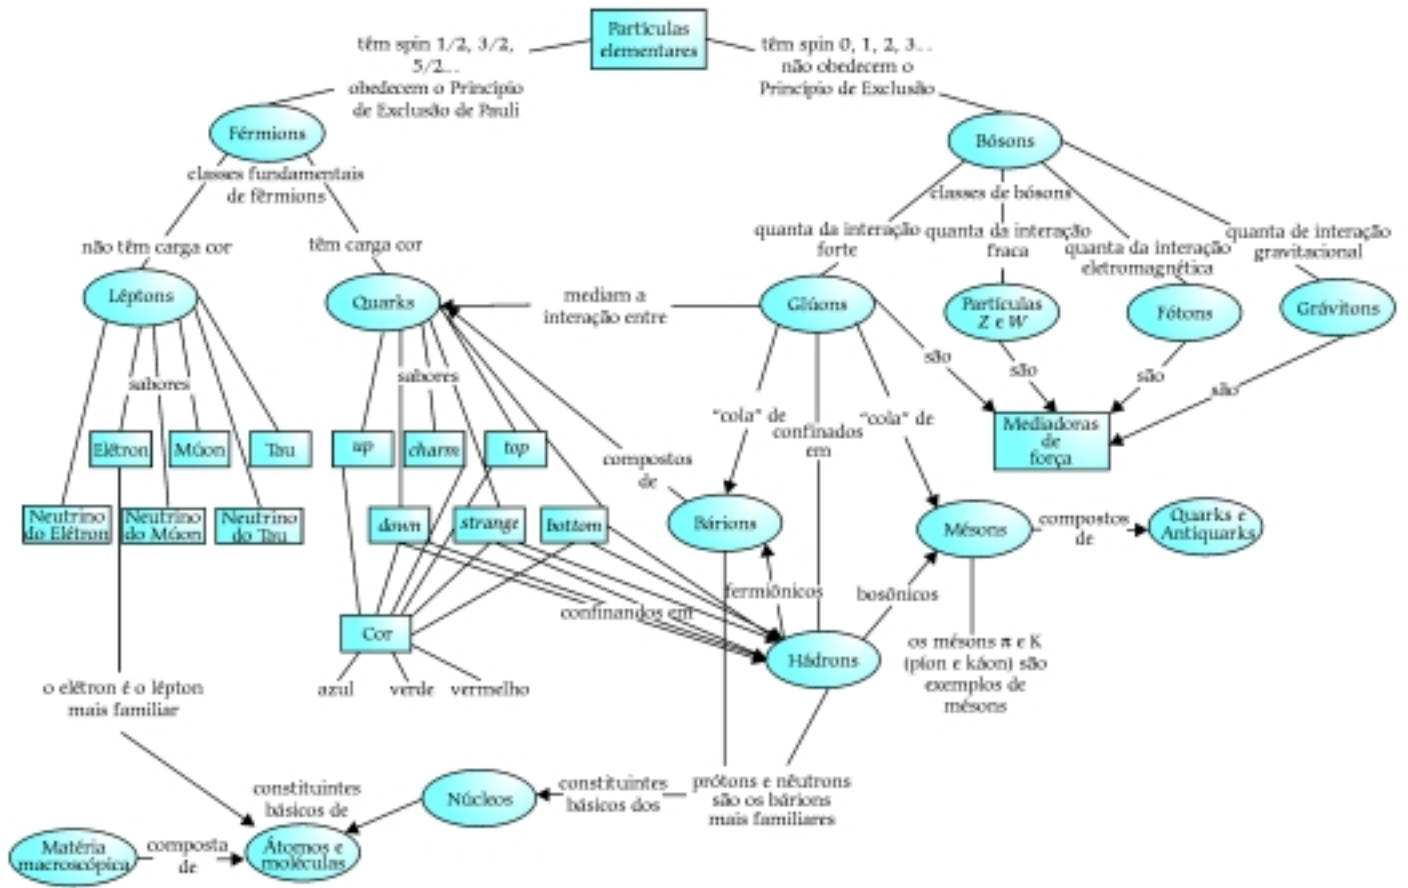 Partículas
elementares
têm spin 1/2, 3/2,
5/2...
obedecem o Princípio
de Exclusão de Pauli
têm spin 0, 1, 2, 3...
não obedecem o
Princípio de Exclusão
Férmions
Bósons
classes fundamentais
de férmions
classes de bósons
não têm carga cor
têm carga cor
quanta da interação
forte
quanta da interação
fraca
quanta da interação
eletromagnética
quanta de interação
gravitacional
Léptons
Quarks
mediam a
interação entre
Glúons
Partículas
Z e W
Fótons
Grávitons
sabores
sabores
são
são
são
são
"cola" de
confinados
em
"cola" de
Mediadoras
de
força
Elétron
Múon
Tau
up
charm
top
compostos
de
Neutrino
do Elétron
Neutrino
do Múon
Neutrino
do Tau
down
strange
bottom
Bárions
Mésons
compostos
de
Quarks e
Antiquarks
fermiônicos
bosônicos
confinandos em
Cor
Hádrons
os mésons π e K
(píon e káon) são
exemplos de
mésons
azul
verde
vermelho
o elétron é o lépton
mais familiar
constituintes
básicos de
Núcleos
constituintes
básicos dos
prótons e nêutrons
são os bárions
mais familiares
Matéria
macroscópica
composta
de
Átomos e
moléculas